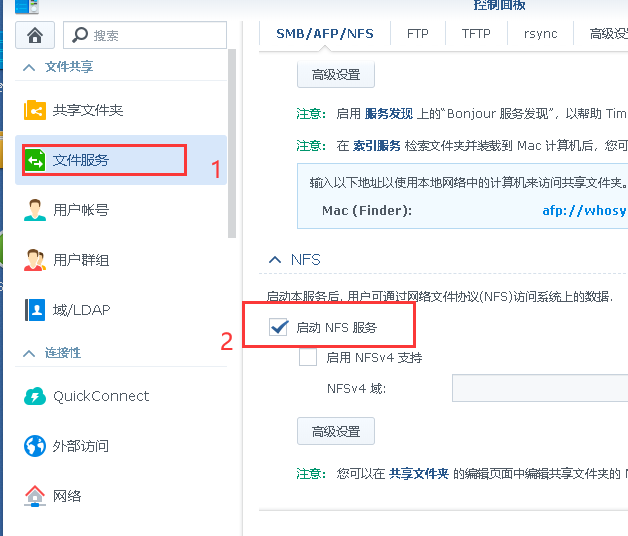 控制面板
搜索
SMB/AFP/NFS FTP TFTP rsync 高级设
文件共享
共享文件夹
文件服务
1
用户帐号
用户群组
域/LDAP
连接性
QuickConnect
外部访问
网络
高级设置
注意： 启用 服务发现 上的“Bonjour 服务发现”，以帮助 Tim
注意： 在 索引服务 检索文件夹并装载到 Mac 计算机后，您可
输入以下地址以使用本地网络中的计算机来访问共享文件夹。
Mac (Finder): afp://whosy
NFS
启动本服务后, 用户可通过网络文件协议(NFS)访问系统上的数据.
2
启动 NFS 服务
启用 NFSv4 支持
NFSv4 域:
高级设置
注意： 您可以在 共享文件夹 的编辑页面中编辑共享文件夹的 N